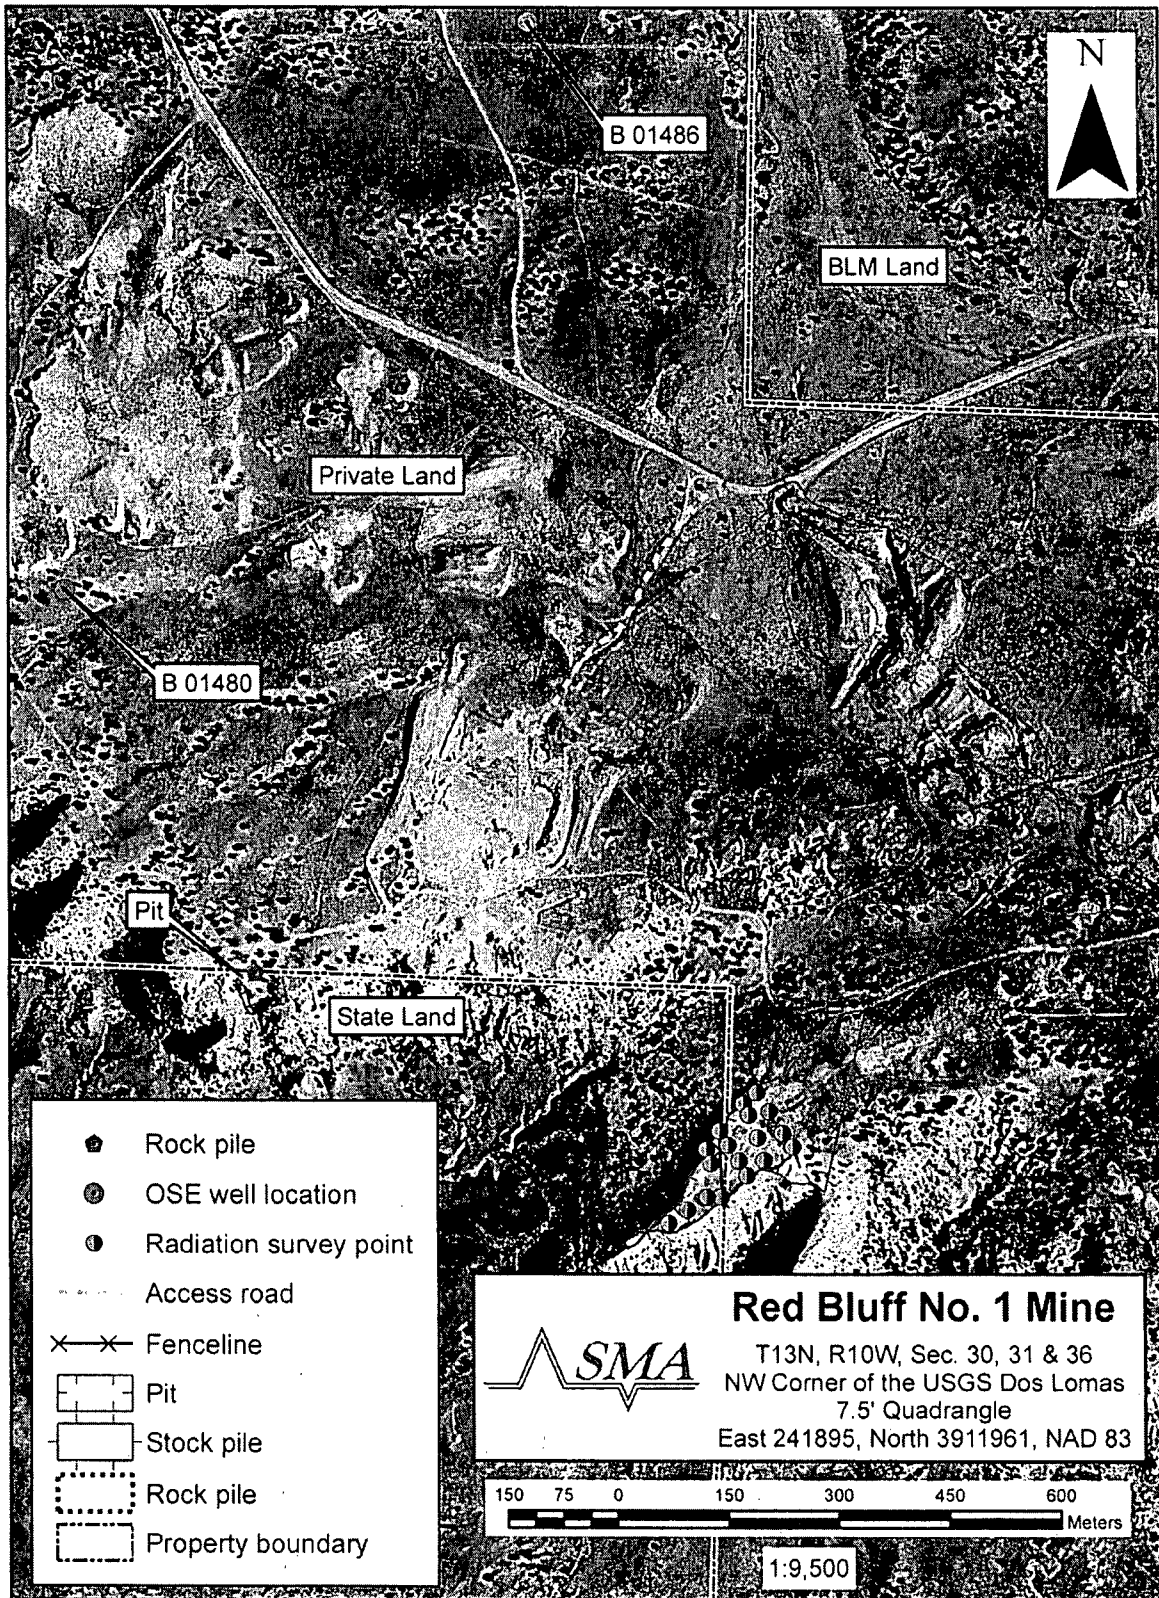 N
B 01486
BLM Land
Private Land
B 01480
Pit
State Land
Rock pile
OSE well location
Radiation survey point
Access road
Fenceline
Pit
Stock pile
Rock pile
Property boundary
SMA
Red Bluff No. 1 Mine
T13N, R10W, Sec. 30, 31 & 36
NW Corner of the USGS Dos Lomas
7.5' Quadrangle
East 241895, North 3911961, NAD 83
150 75 0 150 300 450 600
Meters
1:9,500